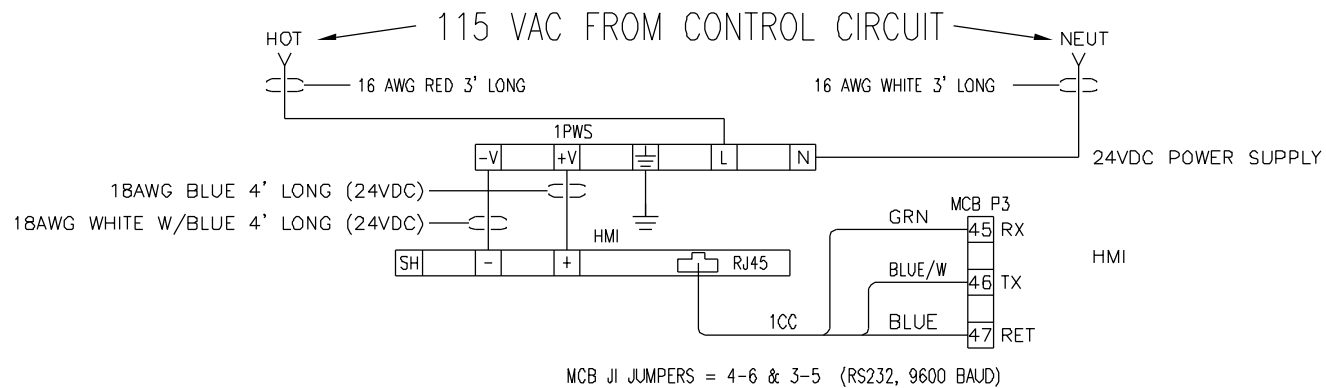 115 VAC FROM CONTROL CIRCUIT
HOT
NEUT
16 AWG RED 3' LONG
16 AWG WHITE 3' LONG
1PWS
-V +V L N
24VDC POWER SUPPLY
18AWG BLUE 4' LONG (24VDC)
18AWG WHITE W/BLUE 4' LONG (24VDC)
MCB P3
GRN
45 RX
HMI
SH - + RJ45
HMI
BLUE/W
46 TX
1CC
BLUE
47 RET
MCB JI JUMPERS = 4-6 & 3-5 (RS232, 9600 BAUD)